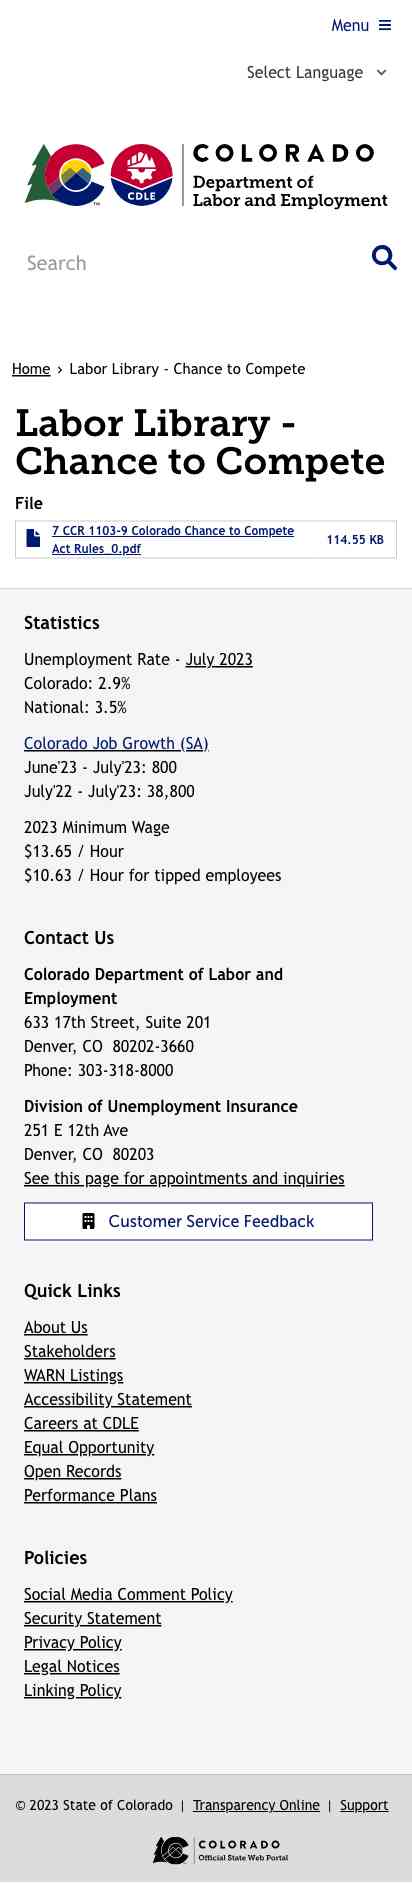 Menu
Select Language
COLORADO
Department of
Labor and Employment
CDLE
TM
Search
Home › Labor Library - Chance to Compete
Labor Library -
Chance to Compete
File
7 CCR 1103-9 Colorado Chance to Compete
Act Rules_0.pdf
114.55 KB
Statistics
Unemployment Rate - July 2023
Colorado: 2.9%
National: 3.5%
Colorado Job Growth (SA)
June'23 - July'23: 800
July'22 - July'23: 38,800
2023 Minimum Wage
$13.65 / Hour
$10.63 / Hour for tipped employees
Contact Us
Colorado Department of Labor and
Employment
633 17th Street, Suite 201
Denver, CO  80202-3660
Phone: 303-318-8000
Division of Unemployment Insurance
251 E 12th Ave
Denver, CO  80203
See this page for appointments and inquiries
Customer Service Feedback
Quick Links
About Us
Stakeholders
WARN Listings
Accessibility Statement
Careers at CDLE
Equal Opportunity
Open Records
Performance Plans
Policies
Social Media Comment Policy
Security Statement
Privacy Policy
Legal Notices
Linking Policy
© 2023 State of Colorado | Transparency Online | Support
COLORADO
Official State Web Portal